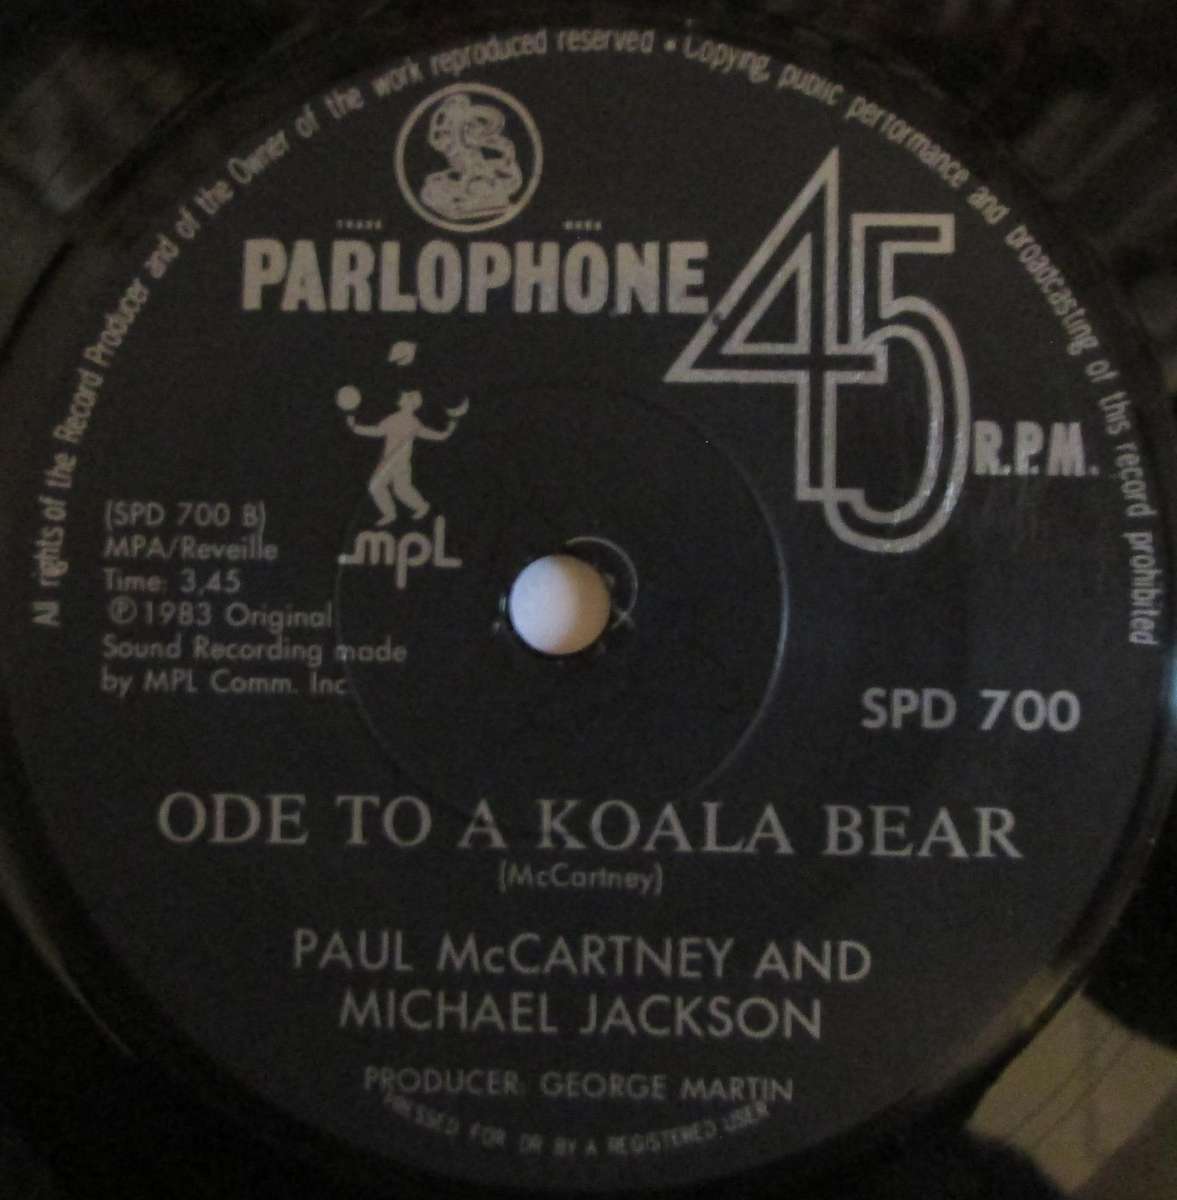 All rights of the Record Producer and of the Owner of the work reproduced reserved • Copying, public performance and broadcasting of this record prohibited
TRADE MARK
PARLOPHONE
45
R.P.M.
mpL
(SPD 700 B)
MPA/Reveille
Time: 3,45
℗ 1983 Original
Sound Recording made
by MPL Comm. Inc
SPD 700
ODE TO A KOALA BEAR
(McCartney)
PAUL McCARTNEY AND
MICHAEL JACKSON
PRODUCER: GEORGE MARTIN
PRESSED FOR OR BY A REGISTERED USER